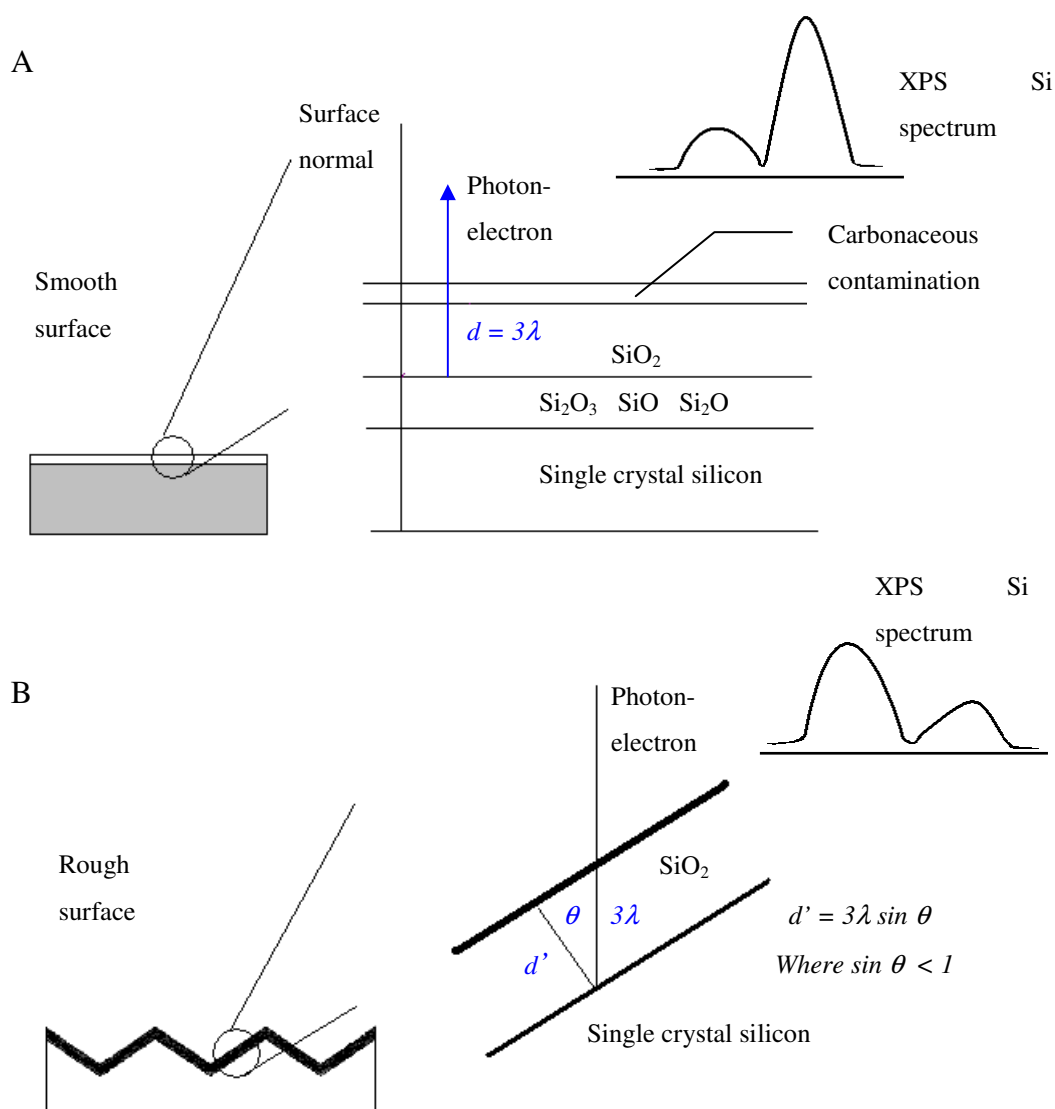 A
XPS Si
spectrum
Surface
normal
Photon-
electron
Carbonaceous
contamination
Smooth
surface
d = 3λ
SiO₂
Si₂O₃ SiO Si₂O
Single crystal silicon
XPS Si
spectrum
B
Photon-
electron
Rough
surface
SiO₂
θ 3λ
d’ = 3λ sin θ
d’
Where sin θ < 1
Single crystal silicon